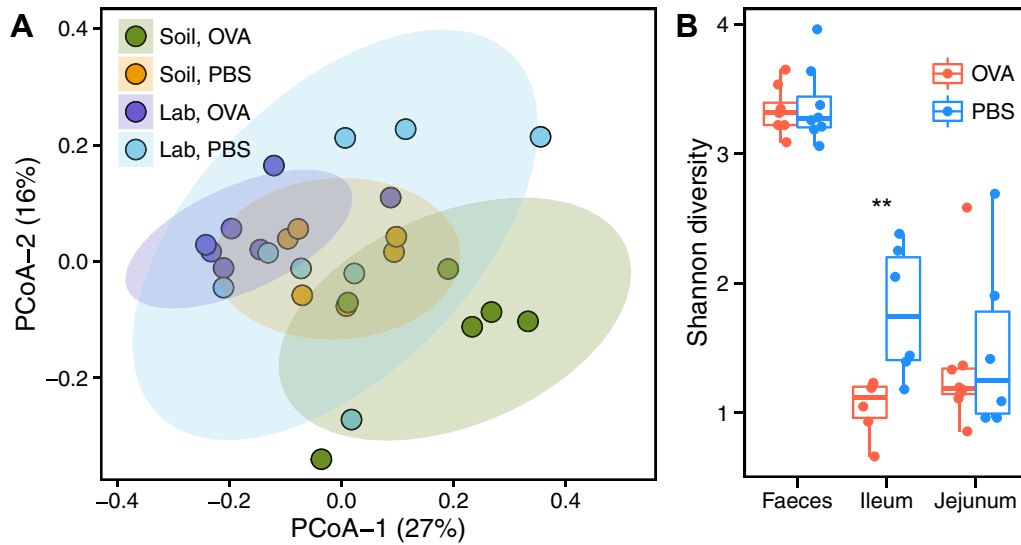 A
Soil, OVA
Soil, PBS
Lab, OVA
Lab, PBS
PCoA−2 (16%)
0.4
0.2
0.0
−0.2
−0.4
−0.2
0.0
0.2
0.4
PCoA−1 (27%)
B
OVA
PBS
**
Shannon diversity
4
3
2
1
Faeces
Ileum
Jejunum